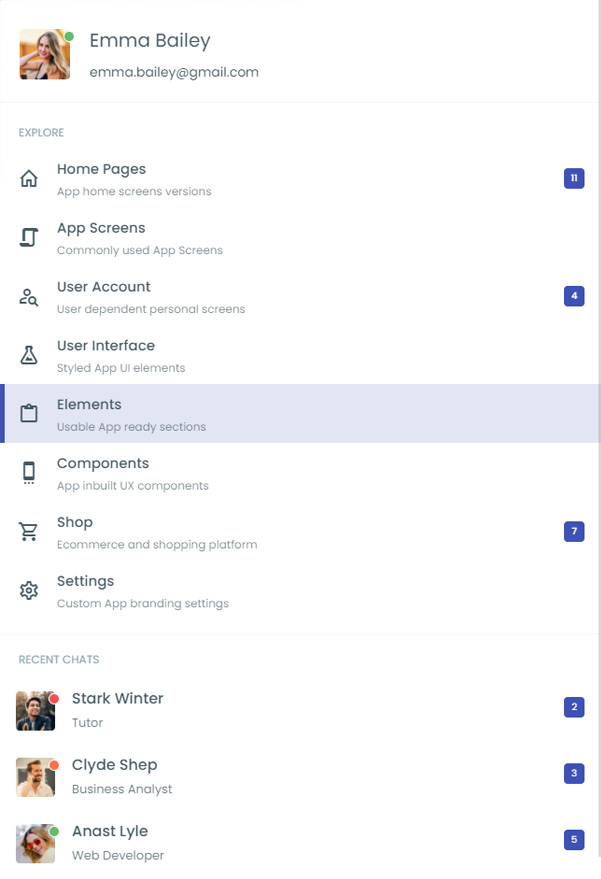 Emma Bailey
emma.bailey@gmail.com
EXPLORE
Home Pages
App home screens versions
11
App Screens
Commonly used App Screens
User Account
User dependent personal screens
4
User Interface
Styled App UI elements
Elements
Usable App ready sections
Components
App inbuilt UX components
Shop
Ecommerce and shopping platform
7
Settings
Custom App branding settings
RECENT CHATS
Stark Winter
Tutor
2
Clyde Shep
Business Analyst
3
Anast Lyle
Web Developer
5